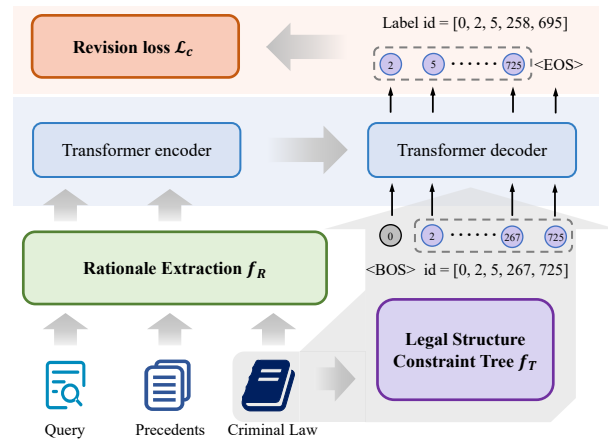 Label id = [0, 2, 5, 258, 695]
Revision loss ℒ𝒸
2 5 ······ 725 <EOS>
Transformer encoder
Transformer decoder
0 2 ····· 267 725
Rationale Extraction f_R
<BOS> id = [0, 2, 5, 267, 725]
Legal Structure
Constraint Tree f_T
Query
Precedents
Criminal Law